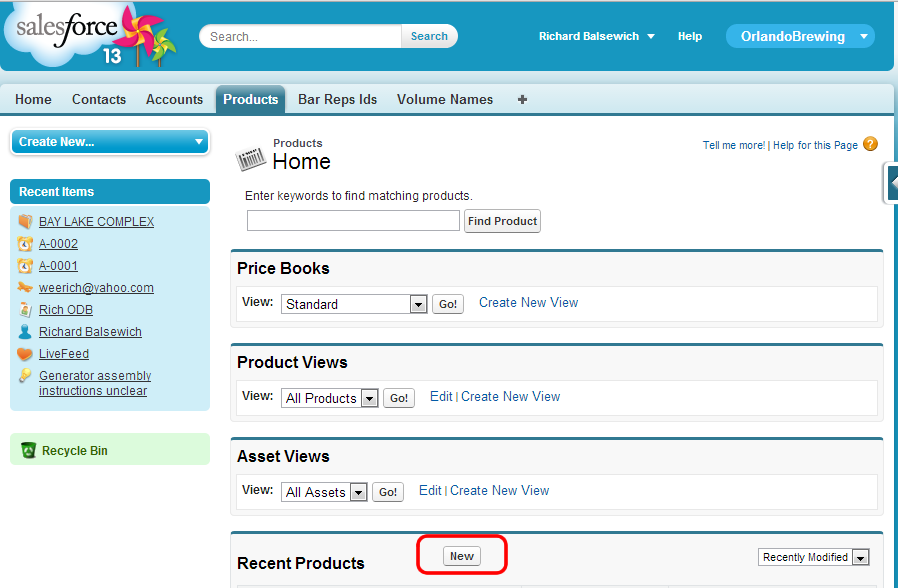 salesforce
13
Search...
Search
Richard Balsewich
Help
OrlandoBrewing
Home Contacts Accounts Products Bar Reps Ids Volume Names +
Create New...
Recent Items
BAY LAKE COMPLEX
A-0002
A-0001
weerich@yahoo.com
Rich ODB
Richard Balsewich
LiveFeed
Generator assembly
instructions unclear
Recycle Bin
Products
Home
Tell me more! | Help for this Page ?
Enter keywords to find matching products.
Find Product
Price Books
View: Standard Go! Create New View
Product Views
View: All Products Go! Edit | Create New View
Asset Views
View: All Assets Go! Edit | Create New View
Recent Products New Recently Modified